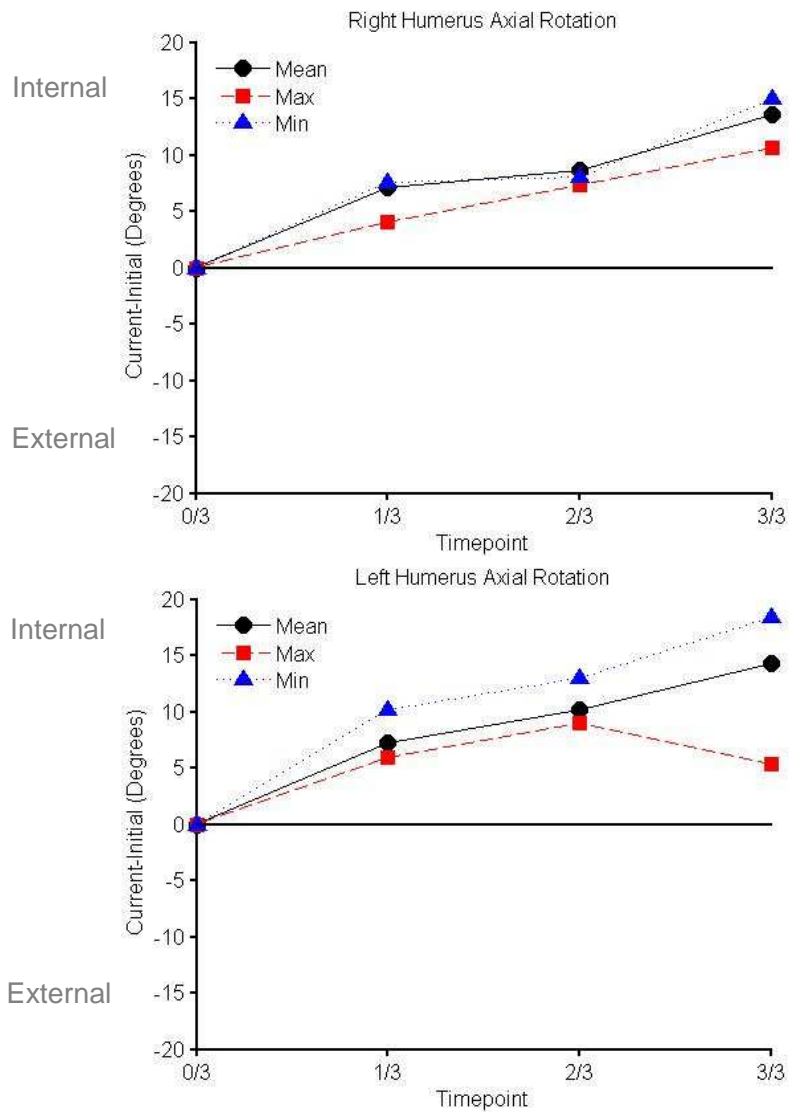 Right Humerus Axial Rotation
20
Internal
Mean
15
Max
Min
10
5
0
-5
-10
External
-15
-20
0/3 1/3 2/3 3/3
Current-Initial (Degrees)
Timepoint
Left Humerus Axial Rotation
20
Internal
Mean
15
Max
Min
10
5
0
-5
-10
External
-15
-20
0/3 1/3 2/3 3/3
Current-Initial (Degrees)
Timepoint